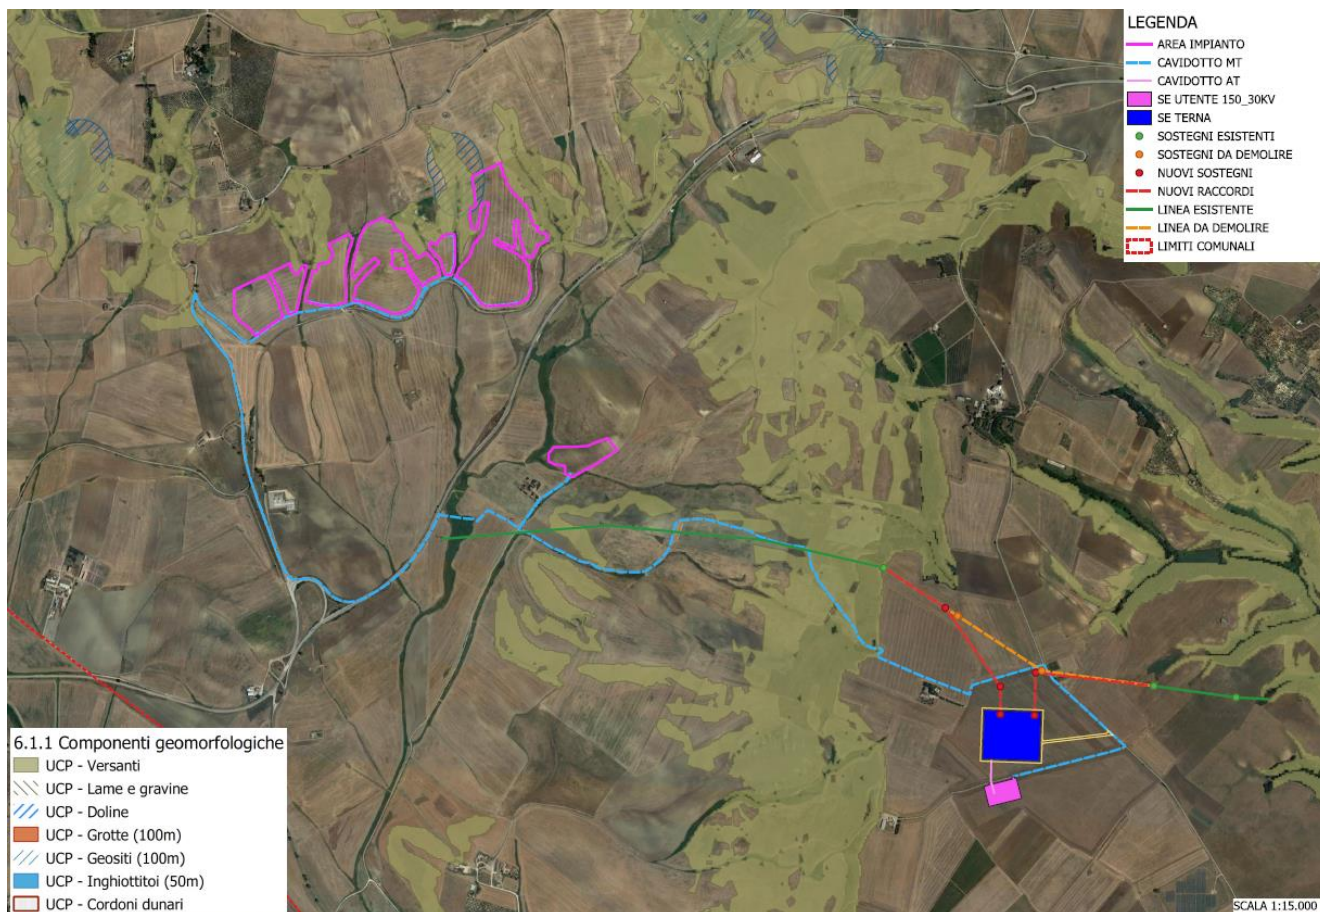 LEGENDA
AREA IMPIANTO
CAVIDOTTO MT
CAVIDOTTO AT
SE UTENTE 150_30KV
SE TERNA
SOSTEGNI ESISTENTI
SOSTEGNI DA DEMOLIRE
NUOVI SOSTEGNI
NUOVI RACCORDI
LINEA ESISTENTE
LINEA DA DEMOLIRE
LIMITI COMUNALI
6.1.1 Componenti geomorfologiche
UCP - Versanti
UCP - Lame e gravine
UCP - Doline
UCP - Grotte (100m)
UCP - Geositi (100m)
UCP - Inghiottitoi (50m)
UCP - Cordoni dunari
SCALA 1:15.000